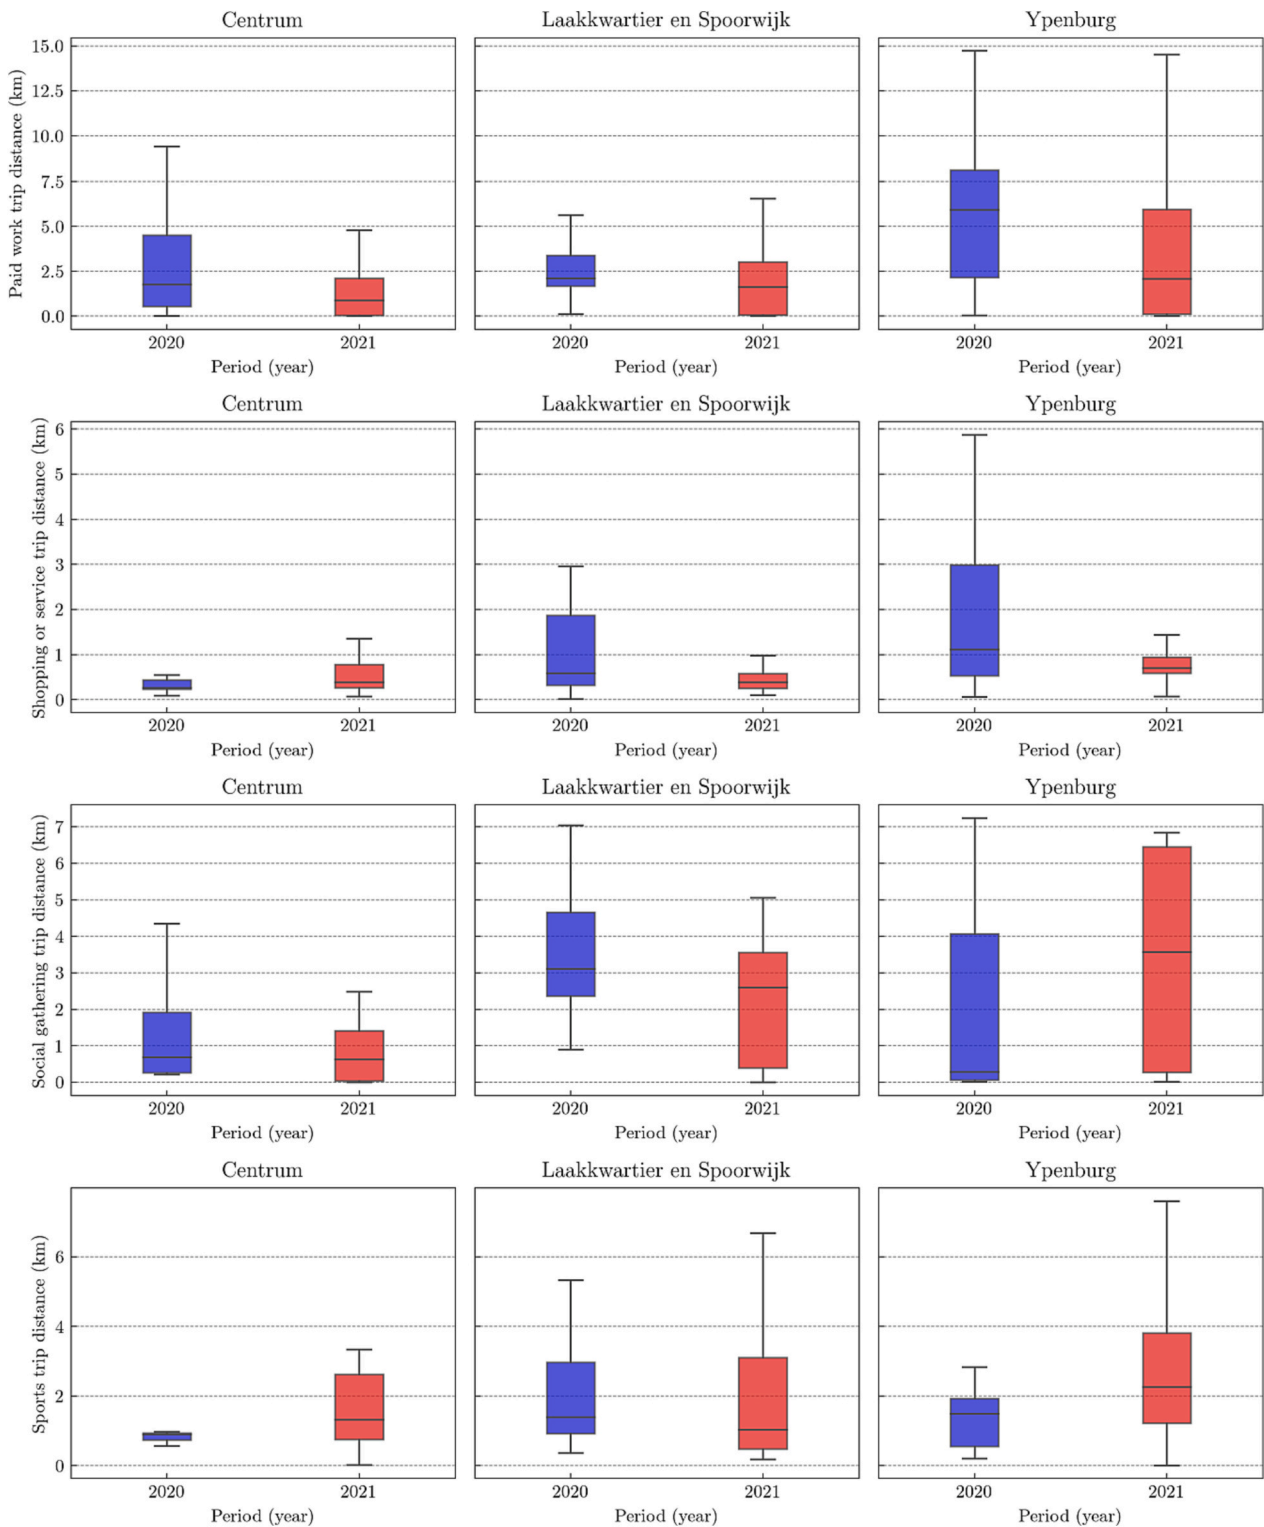 Centrum
Laakkwartier en Spoorwijk
Ypenburg
Paid work trip distance (km)
15.0
12.5
10.0
7.5
5.0
2.5
0.0
2020 2021
2020 2021
2020 2021
Period (year)
Period (year)
Period (year)
Centrum
Laakkwartier en Spoorwijk
Ypenburg
Shopping or service trip distance (km)
6
5
4
3
2
1
0
2020 2021
2020 2021
2020 2021
Period (year)
Period (year)
Period (year)
Centrum
Laakkwartier en Spoorwijk
Ypenburg
Social gathering trip distance (km)
7
6
5
4
3
2
1
0
2020 2021
2020 2021
2020 2021
Period (year)
Period (year)
Period (year)
Centrum
Laakkwartier en Spoorwijk
Ypenburg
Sports trip distance (km)
6
4
2
0
2020 2021
2020 2021
2020 2021
Period (year)
Period (year)
Period (year)